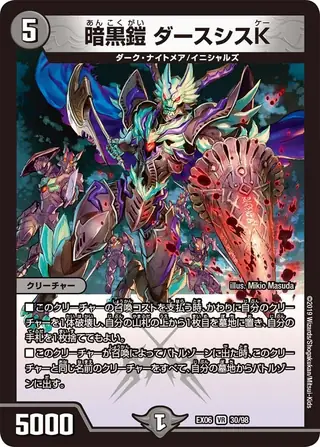 5
あんこくがい
ケー
暗黒鎧 ダースシスK
ダーク・ナイトメア/イニシャルズ
クリーチャー
illus. Mikio Masuda
■このクリーチャーの召喚コストを支払う時、かわりに自分のクリ
ーチャーを1体破壊し、自分の山札の上から1枚目を墓地に置き、自分の
手札を1枚捨ててもよい。
■このクリーチャーが召喚によってバトルゾーンに出た時、このクリー
チャーと同じ名前のクリーチャーをすべて、自分の墓地からバトルゾー
ンに出す。
©2019 Wizards/Shogakukan/Mitsui-Kids
5000
1
EX06 VR 30/98